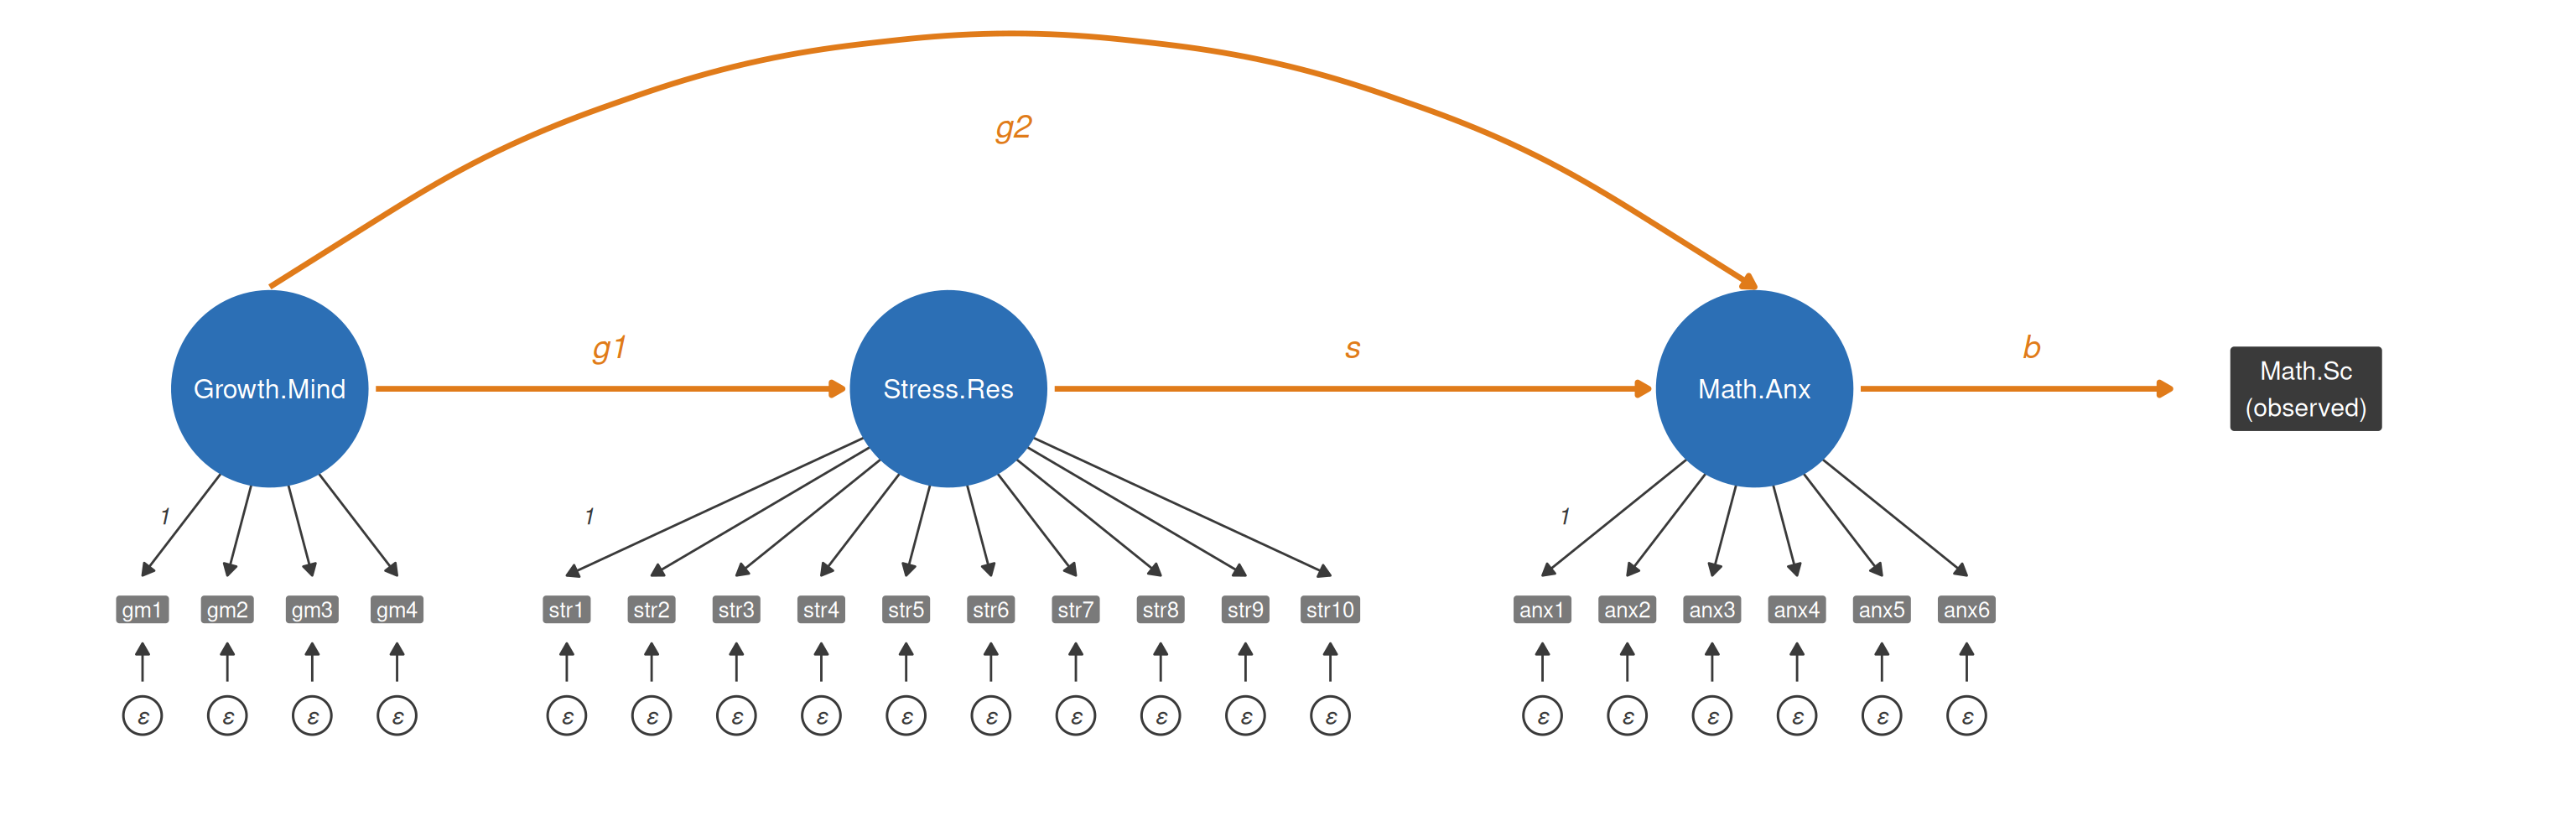 g2
g1
s
b
Growth.Mind
Stress.Res
Math.Anx
Math.Sc
(observed)
1
1
1
gm1 gm2 gm3 gm4 str1 str2 str3 str4 str5 str6 str7 str8 str9 str10 anx1 anx2 anx3 anx4 anx5 anx6
ε ε ε ε ε ε ε ε ε ε ε ε ε ε ε ε ε ε ε ε